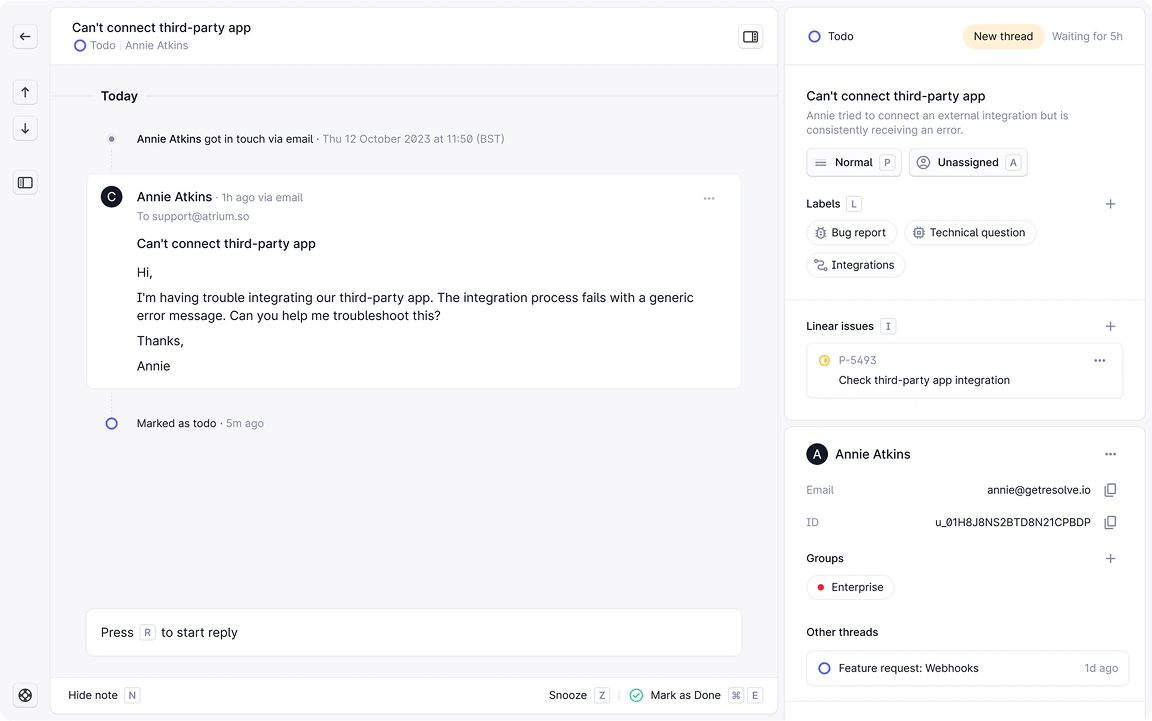 Can't connect third-party app
Todo | Annie Atkins
Today
Annie Atkins got in touch via email · Thu 12 October 2023 at 11:50 (BST)
C
Annie Atkins · 1h ago via email
To support@atrium.so
Can't connect third-party app
Hi,
I'm having trouble integrating our third-party app. The integration process fails with a generic
error message. Can you help me troubleshoot this?
Thanks,
Annie
Marked as todo · 5m ago
Press R to start reply
Hide note N
Snooze Z
Mark as Done ⌘ E
Todo
New thread Waiting for 5h
Can't connect third-party app
Annie tried to connect an external integration but is
consistently receiving an error.
Normal P
Unassigned A
Labels L
Bug report
Technical question
Integrations
Linear issues I
P-5493
Check third-party app integration
A Annie Atkins
Email annie@getresolve.io
ID u_01H8J8NS2BTD8N21CPBDP
Groups
Enterprise
Other threads
Feature request: Webhooks 1d ago